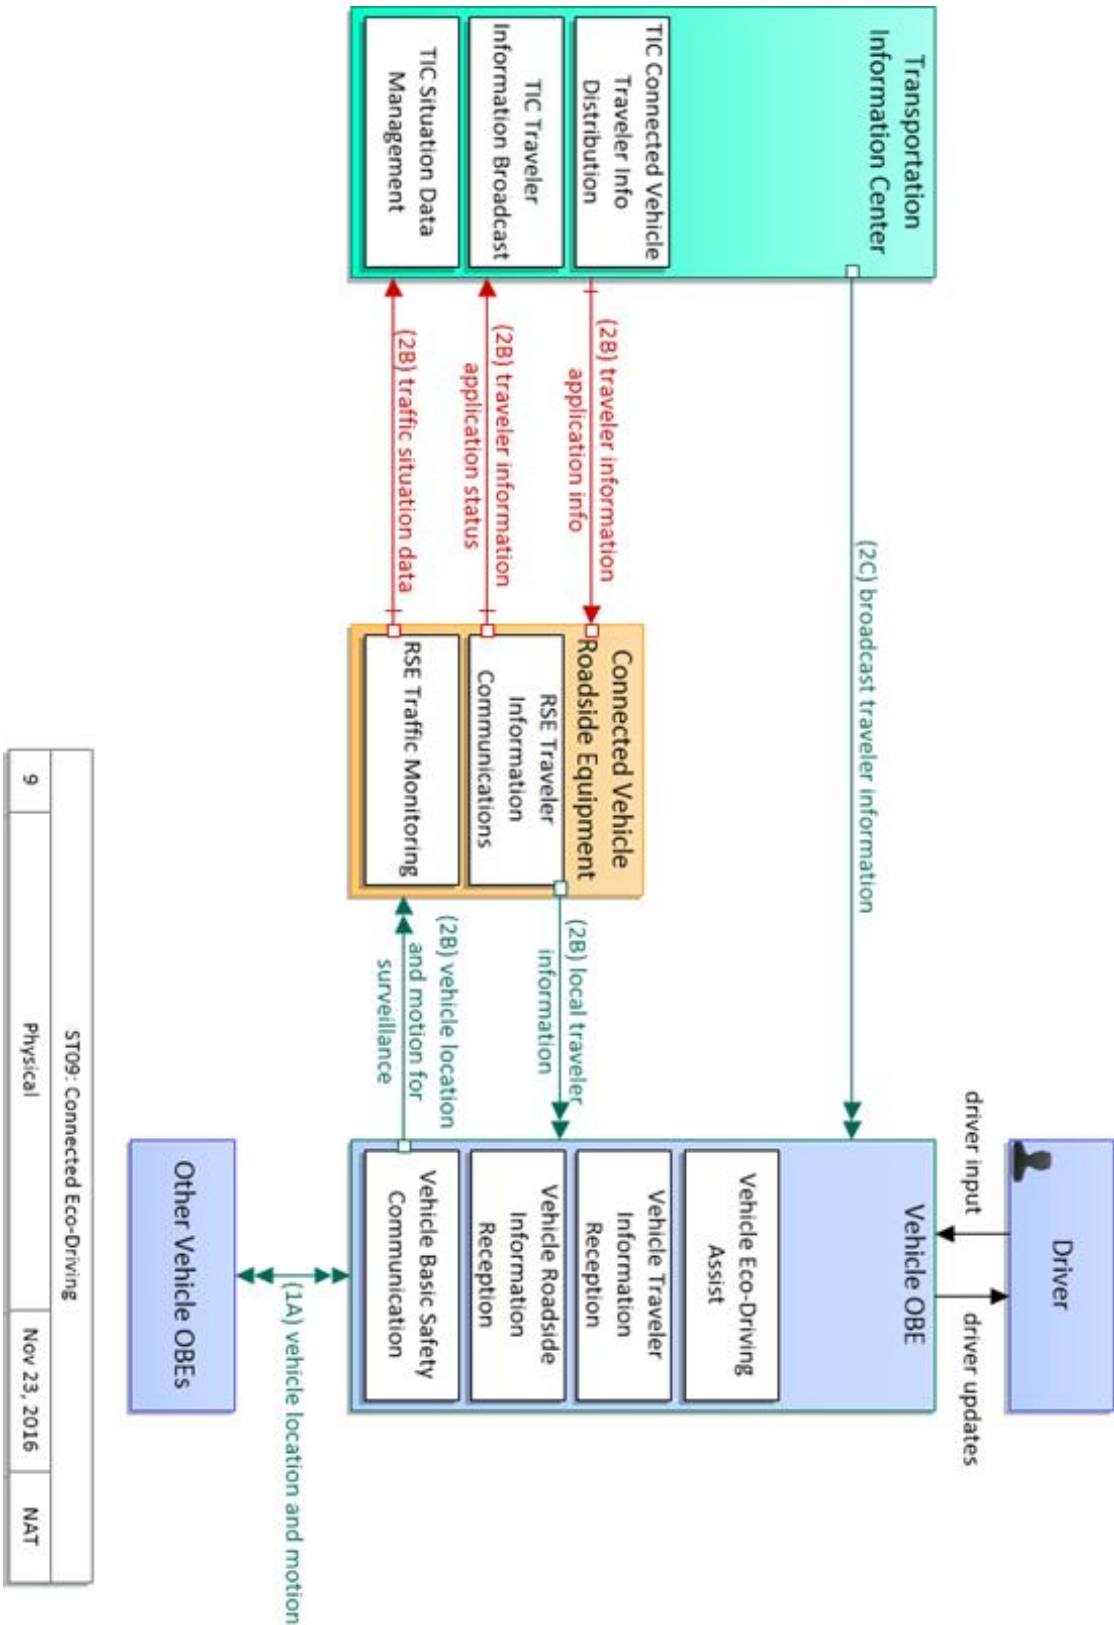 Driver
driver input
driver updates
Transportation
Information Center
TIC Connected Vehicle
Traveler Info
Distribution
TIC Traveler
Information Broadcast
TIC Situation Data
Management
(2C) broadcast traveler information
(2B) traveler information
application info
(2B) traveler information
application status
(2B) traffic situation data
Connected Vehicle
Roadside Equipment
RSE Traveler
Information
Communications
RSE Traffic Monitoring
(2B) local traveler
information
(2B) vehicle location
and motion for
surveillance
Vehicle OBE
Vehicle Eco-Driving
Assist
Vehicle Traveler
Information
Reception
Vehicle Roadside
Information
Reception
Vehicle Basic Safety
Communication
(1A) vehicle location and motion
Other Vehicle OBEs
ST09: Connected Eco-Driving
9 Physical Nov 23, 2016 NAT